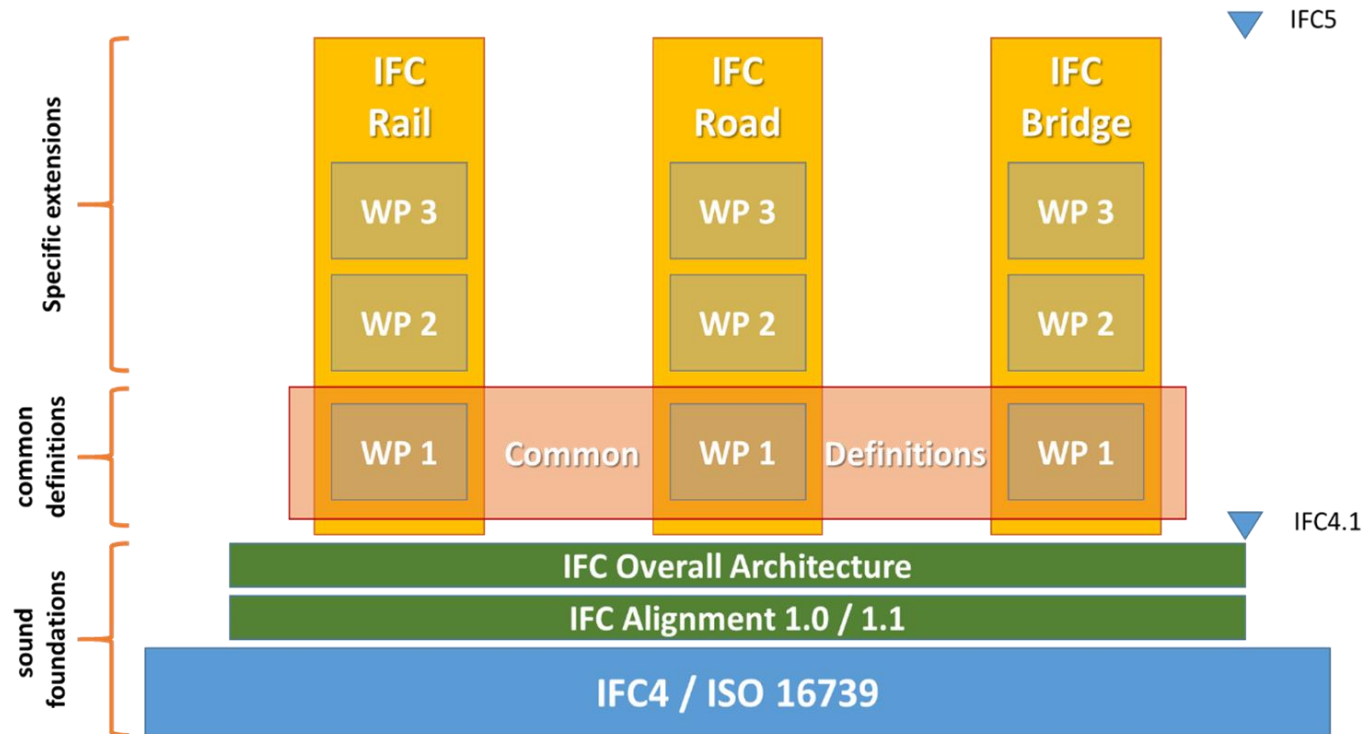 IFC5
IFC
Rail
IFC
Road
IFC
Bridge
Specific extensions
WP 3
WP 3
WP 3
WP 2
WP 2
WP 2
common
definitions
WP 1
Common
WP 1
Definitions
WP 1
IFC4.1
sound
foundations
IFC Overall Architecture
IFC Alignment 1.0 / 1.1
IFC4 / ISO 16739